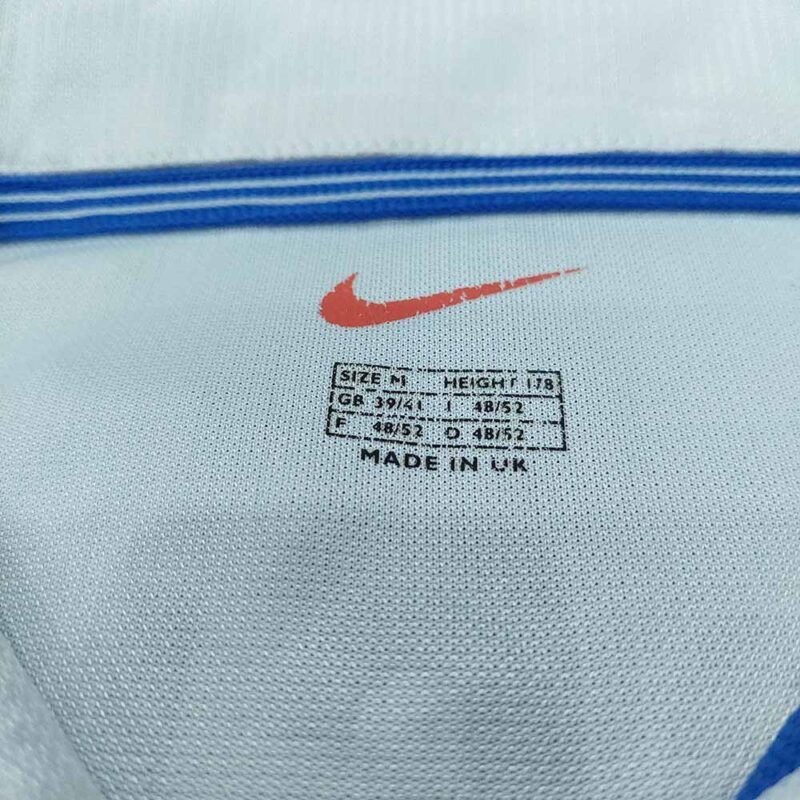 SIZE M HEIGHT 178
GB 39/41 I 48/52
F 48/52 D 48/52
MADE IN UK